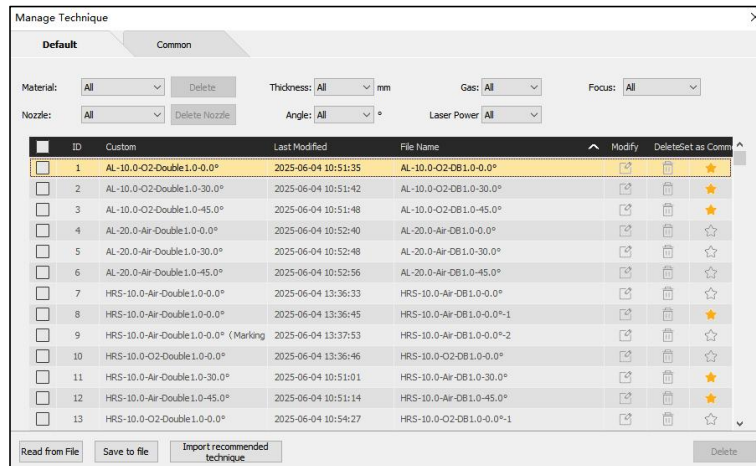 Manage Technique
Default Common
Material: All Delete Thickness: All mm Gas: All Focus: All
Nozzle: All Delete Nozzle Angle: All ° Laser Power All
ID Custom Last Modified File Name Modify DeleteSet as Comm
1 AL-10.0-O2-Double1.0-0.0° 2025-06-04 10:51:35 AL-10.0-O2-DB1.0-0.0°
2 AL-10.0-O2-Double1.0-30.0° 2025-06-04 10:51:42 AL-10.0-O2-DB1.0-30.0°
3 AL-10.0-O2-Double1.0-45.0° 2025-06-04 10:51:48 AL-10.0-O2-DB1.0-45.0°
4 AL-20.0-Air-Double1.0-0.0° 2025-06-04 10:52:40 AL-20.0-Air-DB1.0-0.0°
5 AL-20.0-Air-Double1.0-30.0° 2025-06-04 10:52:48 AL-20.0-Air-DB1.0-30.0°
6 AL-20.0-Air-Double1.0-45.0° 2025-06-04 10:52:56 AL-20.0-Air-DB1.0-45.0°
7 HRS-10.0-Air-Double1.0-0.0° 2025-06-04 13:36:33 HRS-10.0-Air-DB1.0-0.0°
8 HRS-10.0-Air-Double1.0-0.0° 2025-06-04 13:36:45 HRS-10.0-Air-DB1.0-0.0°-1
9 HRS-10.0-Air-Double1.0-0.0°（Marking 2025-06-04 13:37:53 HRS-10.0-Air-DB1.0-0.0°-2
10 HRS-10.0-O2-Double1.0-0.0° 2025-06-04 13:36:46 HRS-10.0-O2-DB1.0-0.0°
11 HRS-10.0-Air-Double1.0-30.0° 2025-06-04 10:51:01 HRS-10.0-Air-DB1.0-30.0°
12 HRS-10.0-Air-Double1.0-45.0° 2025-06-04 10:51:14 HRS-10.0-Air-DB1.0-45.0°
13 HRS-10.0-O2-Double1.0-0.0° 2025-06-04 10:54:27 HRS-10.0-O2-DB1.0-0.0°-1
Read from File Save to file Import recommended technique Delete